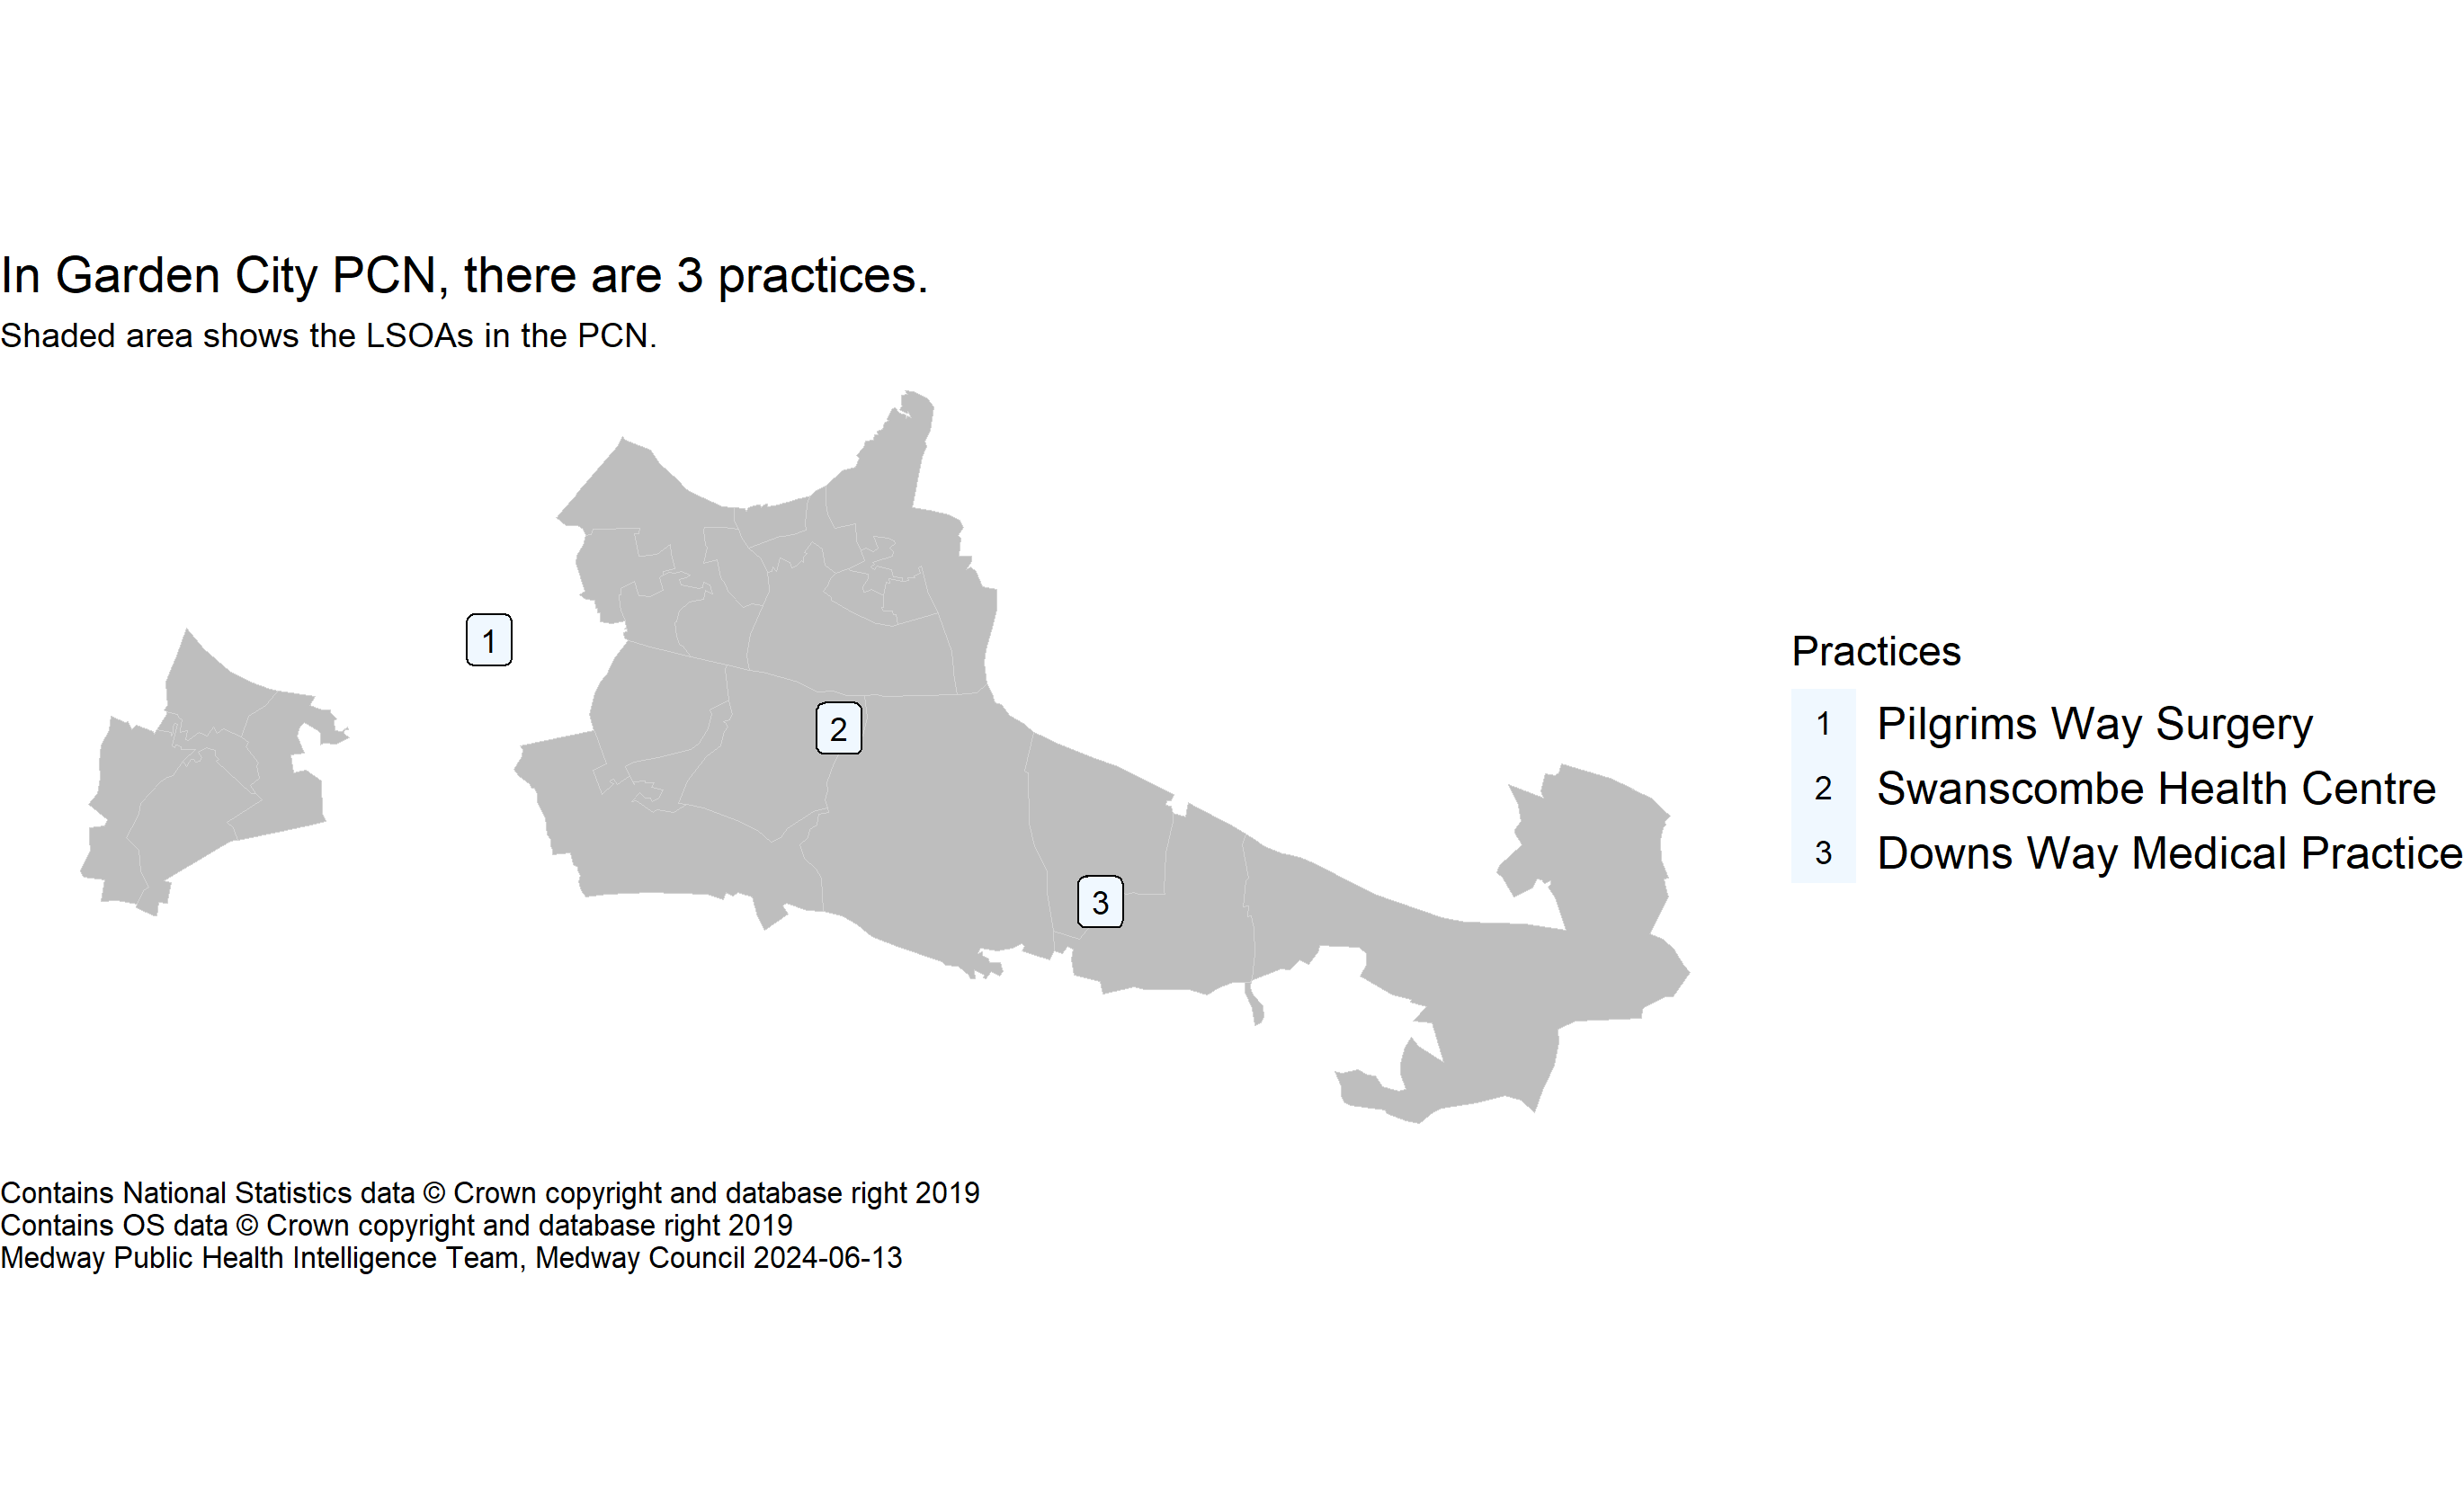 In Garden City PCN, there are 3 practices.
Shaded area shows the LSOAs in the PCN.
1
2
3
Practices
1 Pilgrims Way Surgery
2 Swanscombe Health Centre
3 Downs Way Medical Practice
Contains National Statistics data © Crown copyright and database right 2019
Contains OS data © Crown copyright and database right 2019
Medway Public Health Intelligence Team, Medway Council 2024-06-13